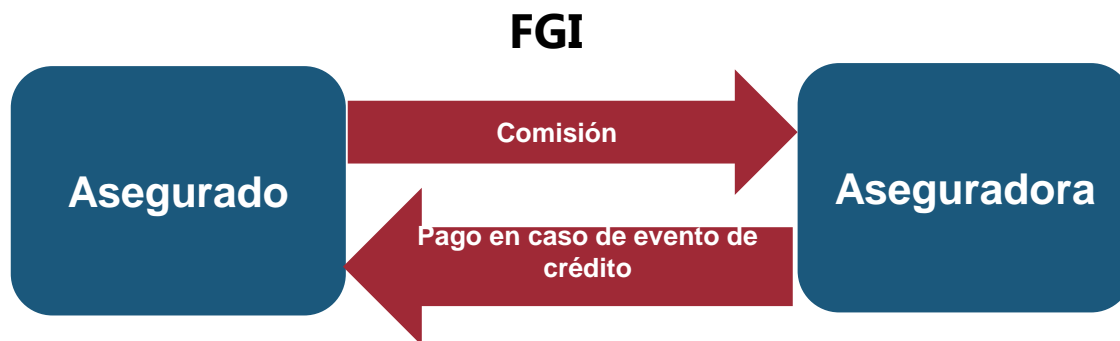 FGI
Comisión
Asegurado
Aseguradora
Pago en caso de evento de
crédito